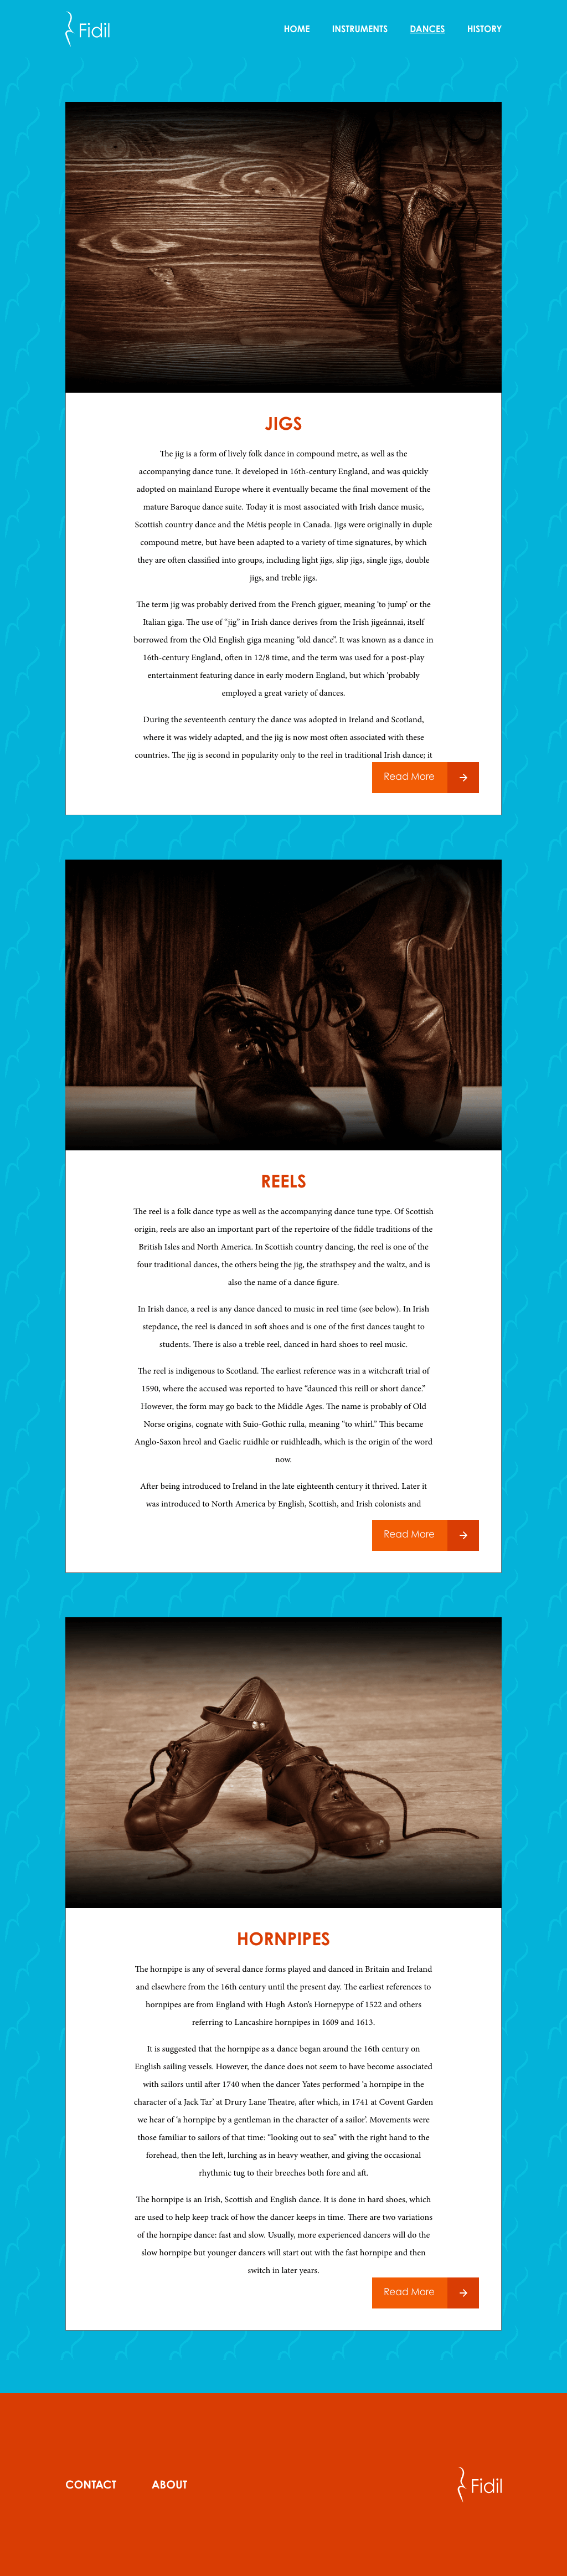 Fidil
HOME INSTRUMENTS DANCES HISTORY
JIGS
The jig is a form of lively folk dance in compound metre, as well as the
accompanying dance tune. It developed in 16th-century England, and was quickly
adopted on mainland Europe where it eventually became the final movement of the
mature Baroque dance suite. Today it is most associated with Irish dance music,
Scottish country dance and the Métis people in Canada. Jigs were originally in duple
compound metre, but have been adapted to a variety of time signatures, by which
they are often classified into groups, including light jigs, slip jigs, single jigs, double
jigs, and treble jigs.
The term jig was probably derived from the French giguer, meaning 'to jump' or the
Italian giga. The use of “jig” in Irish dance derives from the Irish jigeánnai, itself
borrowed from the Old English giga meaning “old dance”. It was known as a dance in
16th-century England, often in 12/8 time, and the term was used for a post-play
entertainment featuring dance in early modern England, but which 'probably
employed a great variety of dances.
During the seventeenth century the dance was adopted in Ireland and Scotland,
where it was widely adapted, and the jig is now most often associated with these
countries. The jig is second in popularity only to the reel in traditional Irish dance; it
Read More →
REELS
The reel is a folk dance type as well as the accompanying dance tune type. Of Scottish
origin, reels are also an important part of the repertoire of the fiddle traditions of the
British Isles and North America. In Scottish country dancing, the reel is one of the
four traditional dances, the others being the jig, the strathspey and the waltz, and is
also the name of a dance figure.
In Irish dance, a reel is any dance danced to music in reel time (see below). In Irish
stepdance, the reel is danced in soft shoes and is one of the first dances taught to
students. There is also a treble reel, danced in hard shoes to reel music.
The reel is indigenous to Scotland. The earliest reference was in a witchcraft trial of
1590, where the accused was reported to have “daunced this reill or short dance.”
However, the form may go back to the Middle Ages. The name is probably of Old
Norse origins, cognate with Suio-Gothic rulla, meaning “to whirl.” This became
Anglo-Saxon hreol and Gaelic ruidhle or ruidhleadh, which is the origin of the word
now.
After being introduced to Ireland in the late eighteenth century it thrived. Later it
was introduced to North America by English, Scottish, and Irish colonists and
Read More →
HORNPIPES
The hornpipe is any of several dance forms played and danced in Britain and Ireland
and elsewhere from the 16th century until the present day. The earliest references to
hornpipes are from England with Hugh Aston's Hornepype of 1522 and others
referring to Lancashire hornpipes in 1609 and 1613.
It is suggested that the hornpipe as a dance began around the 16th century on
English sailing vessels. However, the dance does not seem to have become associated
with sailors until after 1740 when the dancer Yates performed 'a hornpipe in the
character of a Jack Tar' at Drury Lane Theatre, after which, in 1741 at Covent Garden
we hear of 'a hornpipe by a gentleman in the character of a sailor'. Movements were
those familiar to sailors of that time: “looking out to sea” with the right hand to the
forehead, then the left, lurching as in heavy weather, and giving the occasional
rhythmic tug to their breeches both fore and aft.
The hornpipe is an Irish, Scottish and English dance. It is done in hard shoes, which
are used to help keep track of how the dancer keeps in time. There are two variations
of the hornpipe dance: fast and slow. Usually, more experienced dancers will do the
slow hornpipe but younger dancers will start out with the fast hornpipe and then
switch in later years.
Read More →
CONTACT ABOUT
Fidil